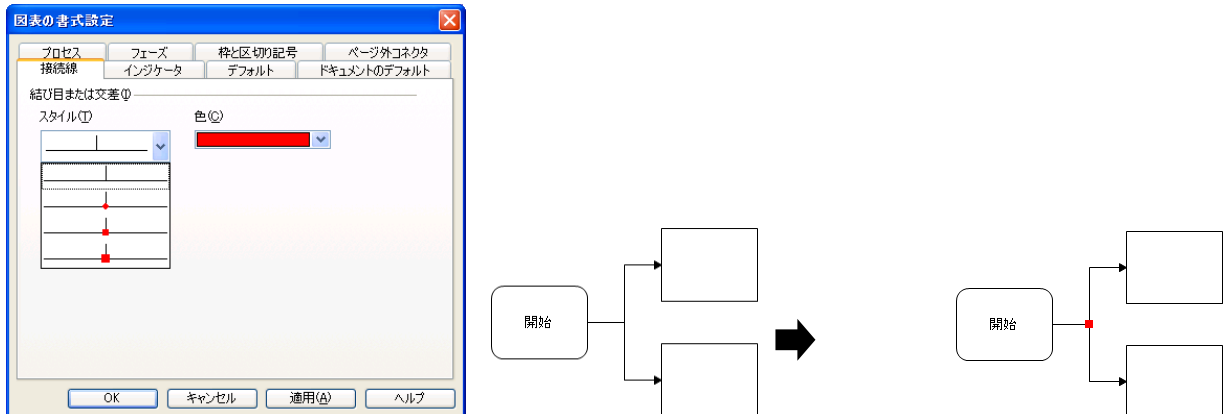 図表の書式設定
プロセス
フェーズ
枠と区切り記号
ページ外コネクタ
接続線
インジケータ
デフォルト
ドキュメントのデフォルト
結び目または交差(I)
スタイル(T)
色(C)
開始
開始
OK
キャンセル
適用(A)
ヘルプ